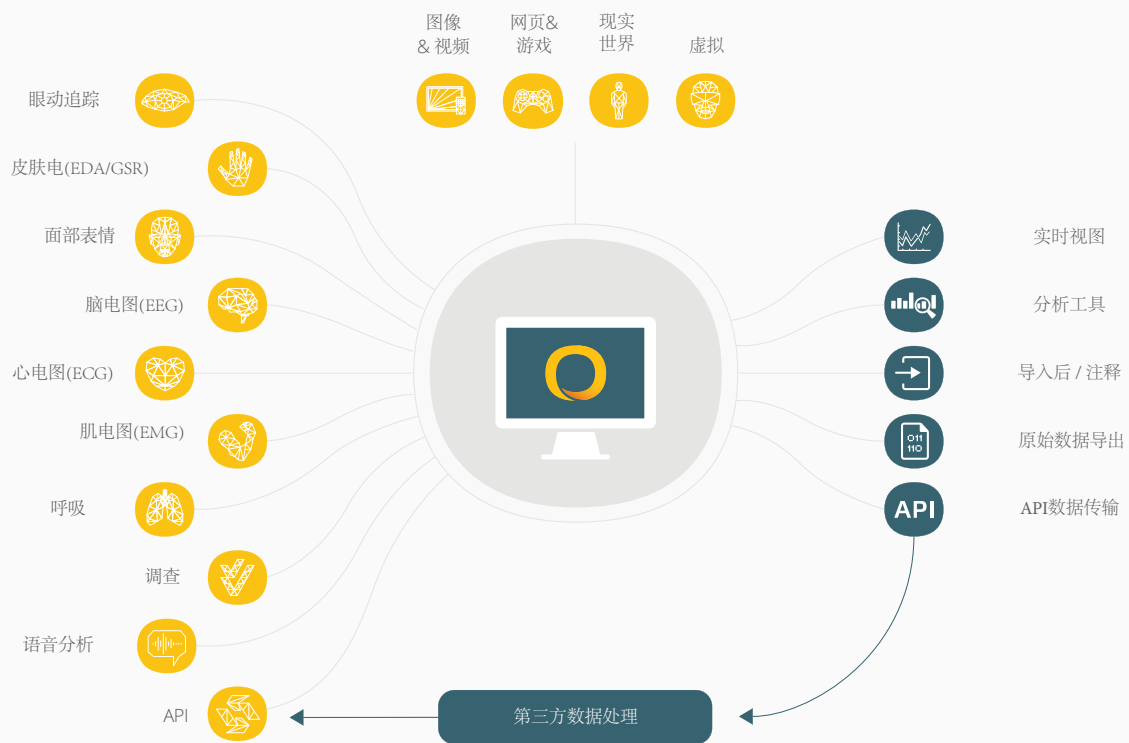 图像
& 视频
网页&
游戏
现实
世界
虚拟
眼动追踪
皮肤电(EDA/GSR)
面部表情
脑电图(EEG)
心电图(ECG)
肌电图(EMG)
呼吸
调查
语音分析
API
实时视图
分析工具
导入后 / 注释
011
110
原始数据导出
API
API数据传输
第三方数据处理